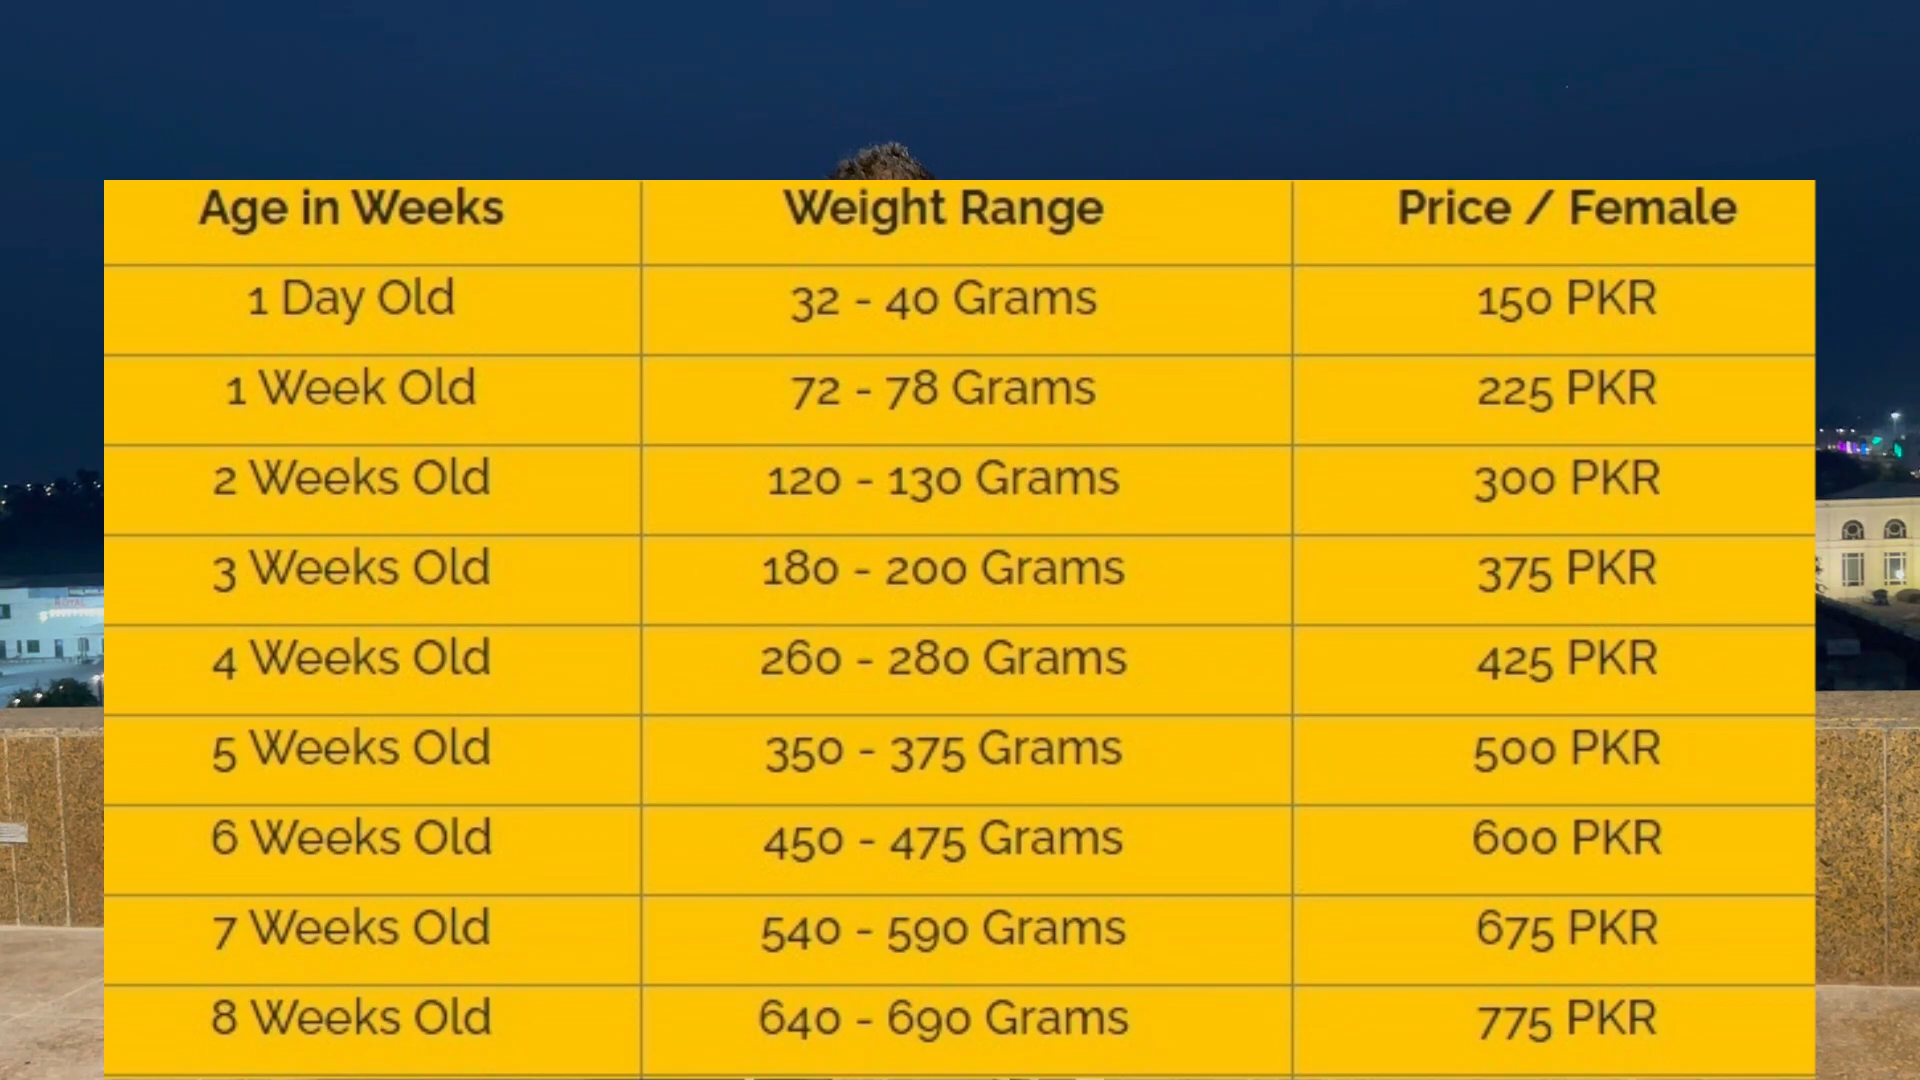 Age in Weeks Weight Range Price / Female
1 Day Old 32 - 40 Grams 150 PKR
1 Week Old 72 - 78 Grams 225 PKR
2 Weeks Old 120 - 130 Grams 300 PKR
3 Weeks Old 180 - 200 Grams 375 PKR
4 Weeks Old 260 - 280 Grams 425 PKR
5 Weeks Old 350 - 375 Grams 500 PKR
6 Weeks Old 450 - 475 Grams 600 PKR
7 Weeks Old 540 - 590 Grams 675 PKR
8 Weeks Old 640 - 690 Grams 775 PKR